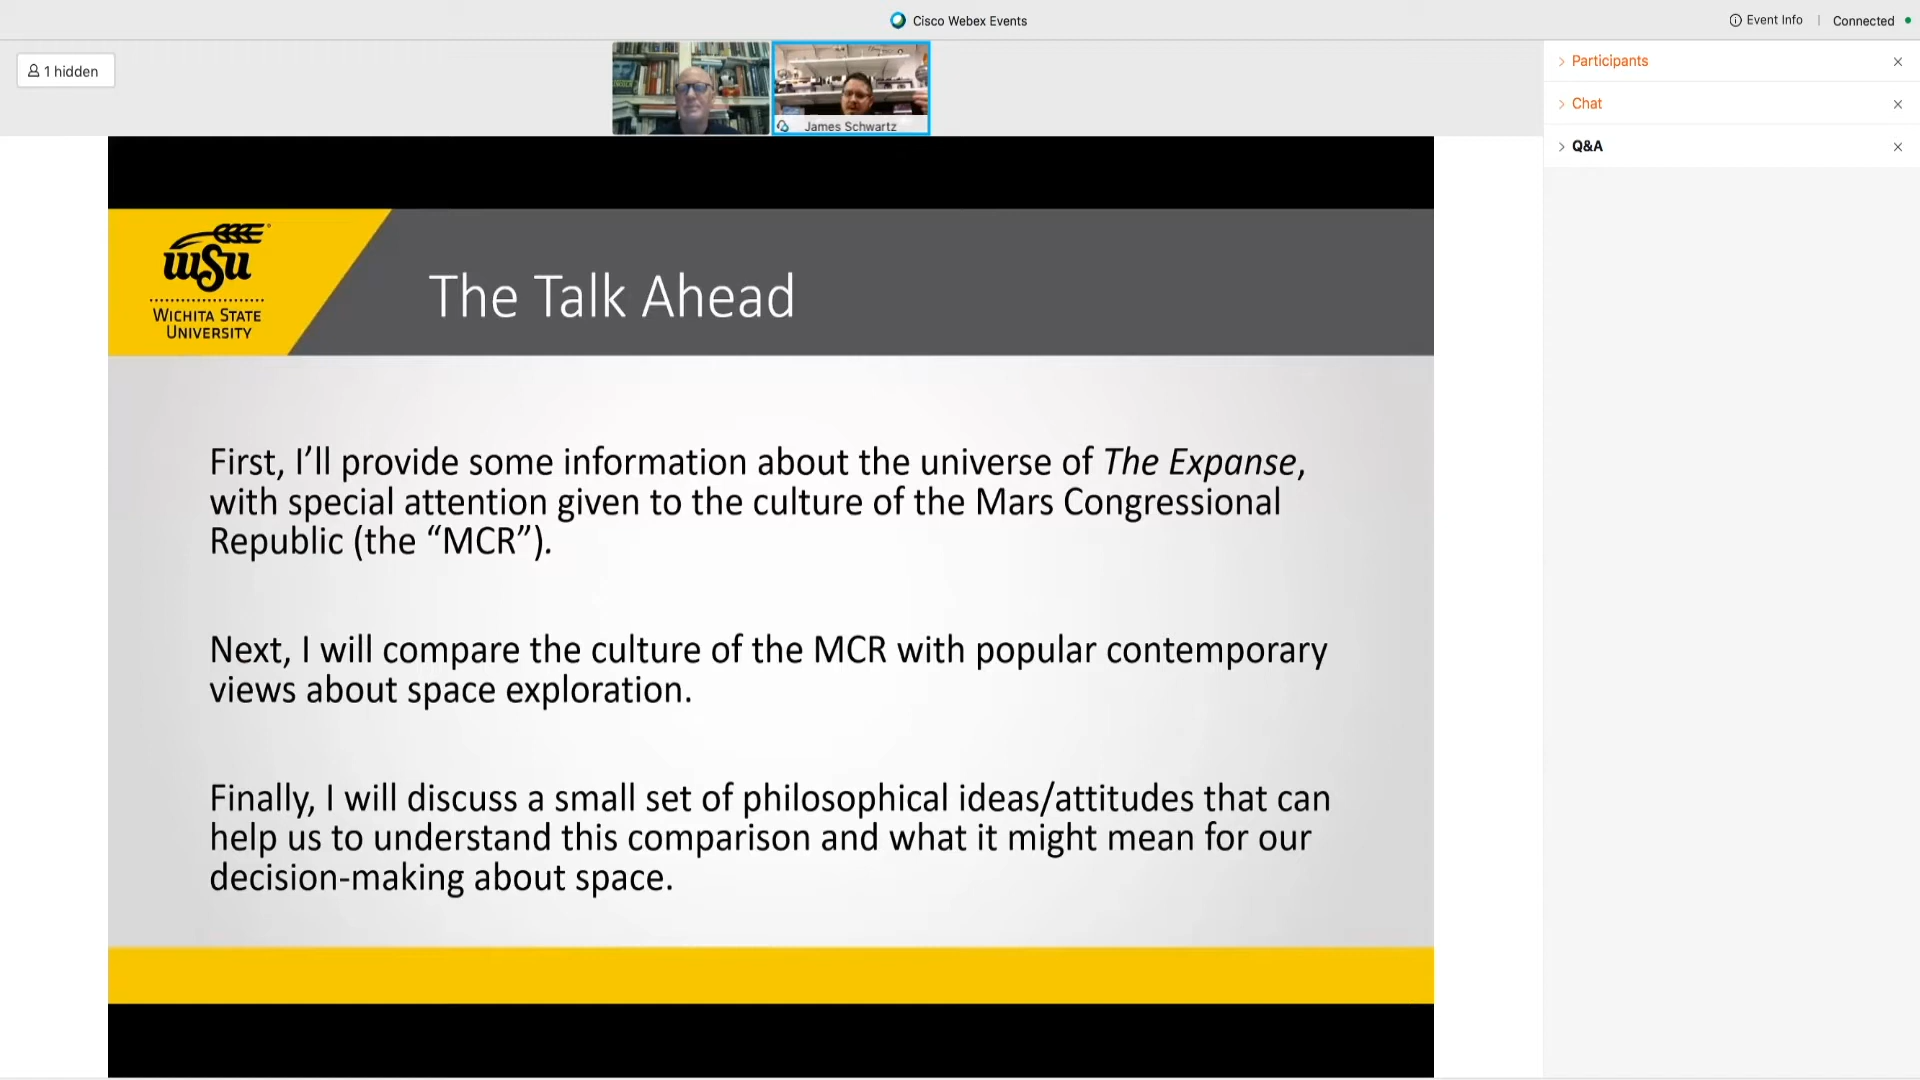 Cisco Webex Events
Event Info
Connected
1 hidden
James Schwartz
Participants
Chat
Q&A
wsu
WICHITA STATE
UNIVERSITY
The Talk Ahead
First, I’ll provide some information about the universe of The Expanse,
with special attention given to the culture of the Mars Congressional
Republic (the “MCR”).
Next, I will compare the culture of the MCR with popular contemporary
views about space exploration.
Finally, I will discuss a small set of philosophical ideas/attitudes that can
help us to understand this comparison and what it might mean for our
decision-making about space.